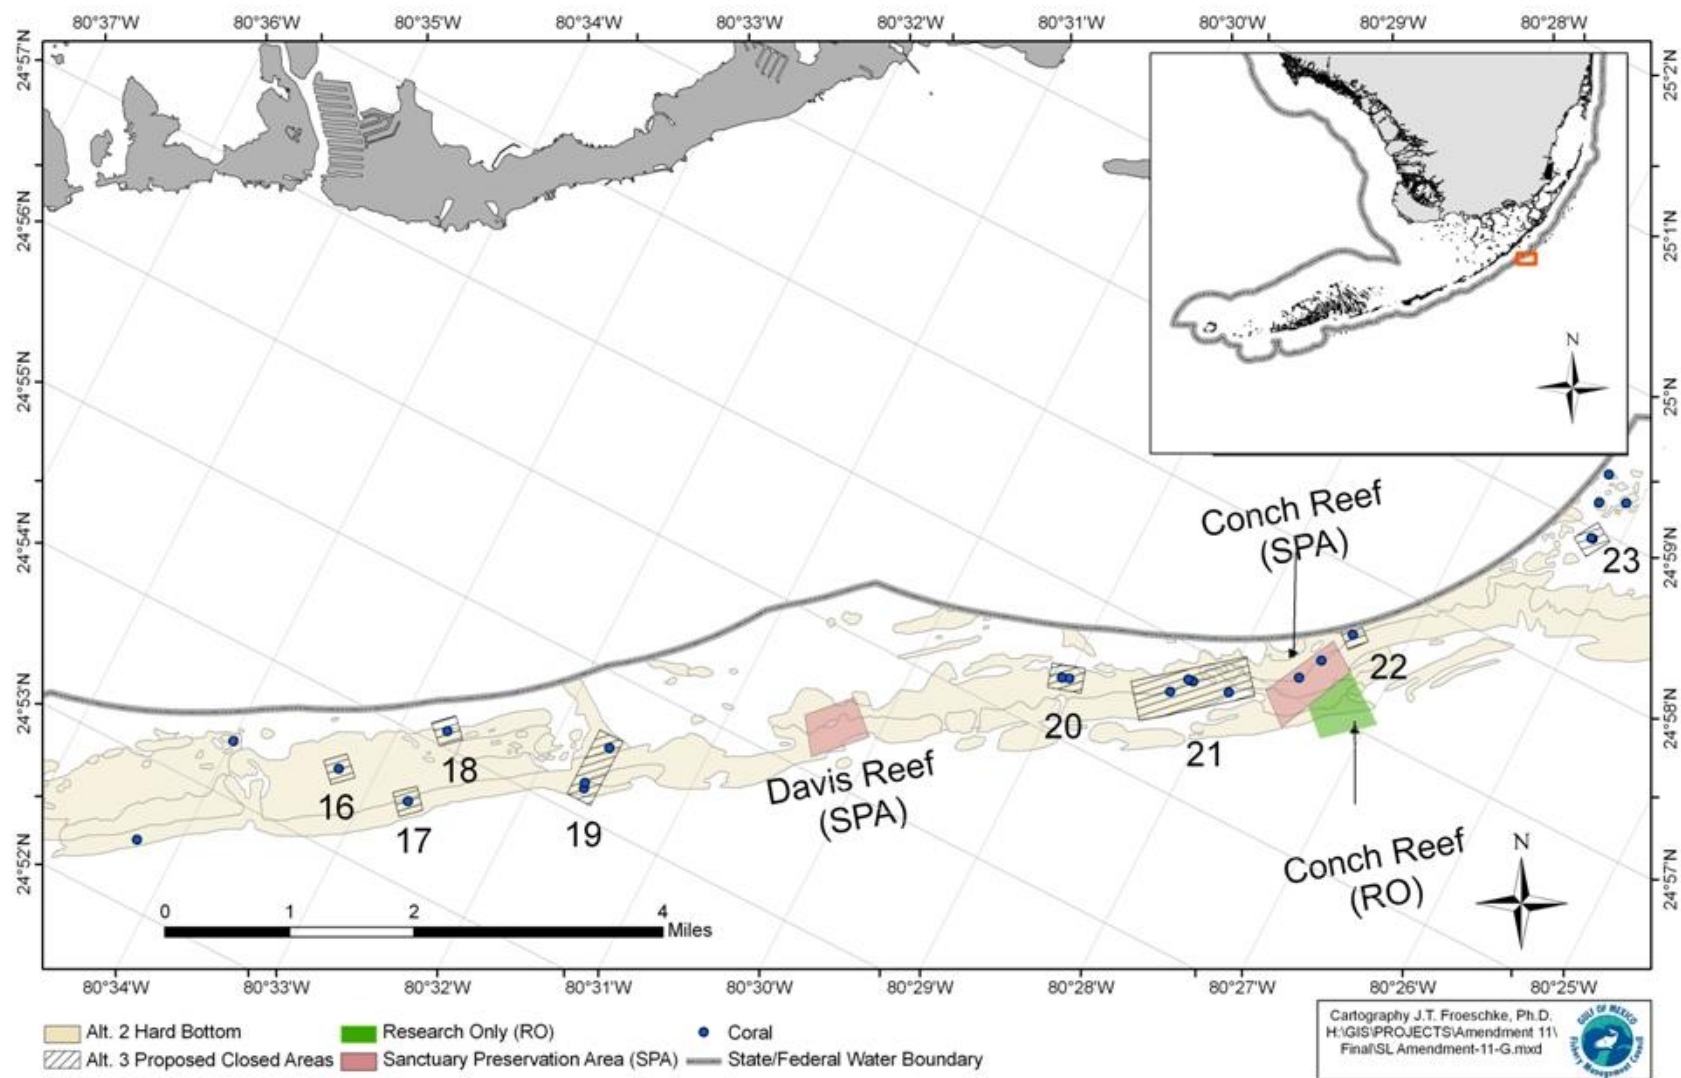 80°37'W 80°36'W 80°35'W 80°34'W 80°33'W 80°32'W 80°31'W 80°30'W 80°29'W 80°28'W
24°57'N
24°56'N
24°55'N
24°54'N
24°53'N
24°52'N
25°2'N
25°1'N
25°N
24°59'N
24°58'N
24°57'N
N
Conch Reef
(SPA)
23
22
20
21
Davis Reef
(SPA)
18
16
17
19
Conch Reef
(RO)
N
0 1 2 4
Miles
80°34'W 80°33'W 80°32'W 80°31'W 80°30'W 80°29'W 80°28'W 80°27'W 80°26'W 80°25'W
Alt. 2 Hard Bottom
Research Only (RO)
Coral
Alt. 3 Proposed Closed Areas
Sanctuary Preservation Area (SPA)
State/Federal Water Boundary
Cartography J.T. Froeschke, Ph.D.
H:\GIS\PROJECTS\Amendment 11\
Final\SL Amendment-11-G.mxd
GULF OF MEXICO
Fishery Management Council